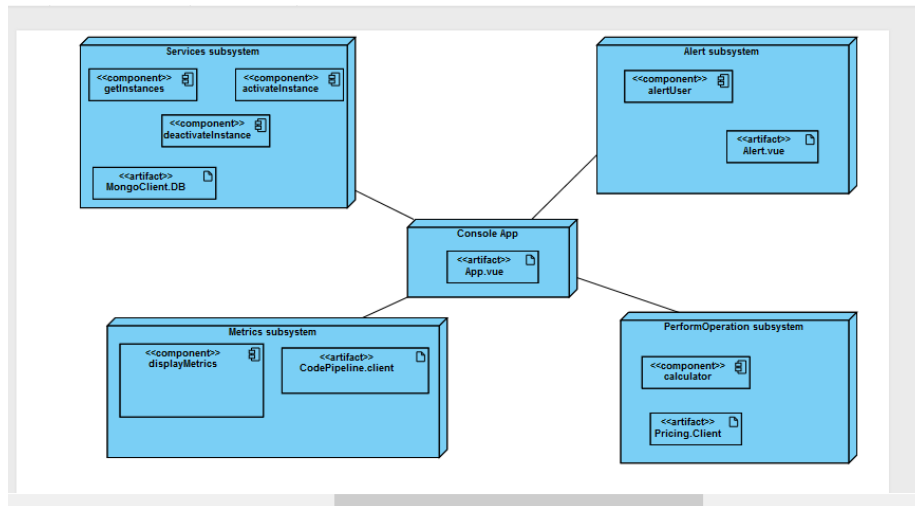 Services subsystem
<<component>>
getInstances
<<component>>
activateInstance
<<component>>
deactivateInstance
<<artifact>>
MongoClient.DB
Alert subsystem
<<component>>
alertUser
<<artifact>>
Alert.vue
Console App
<<artifact>>
App.vue
Metrics subsystem
<<component>>
displayMetrics
<<artifact>>
CodePipeline.client
PerformOperation subsystem
<<component>>
calculator
<<artifact>>
Pricing.Client